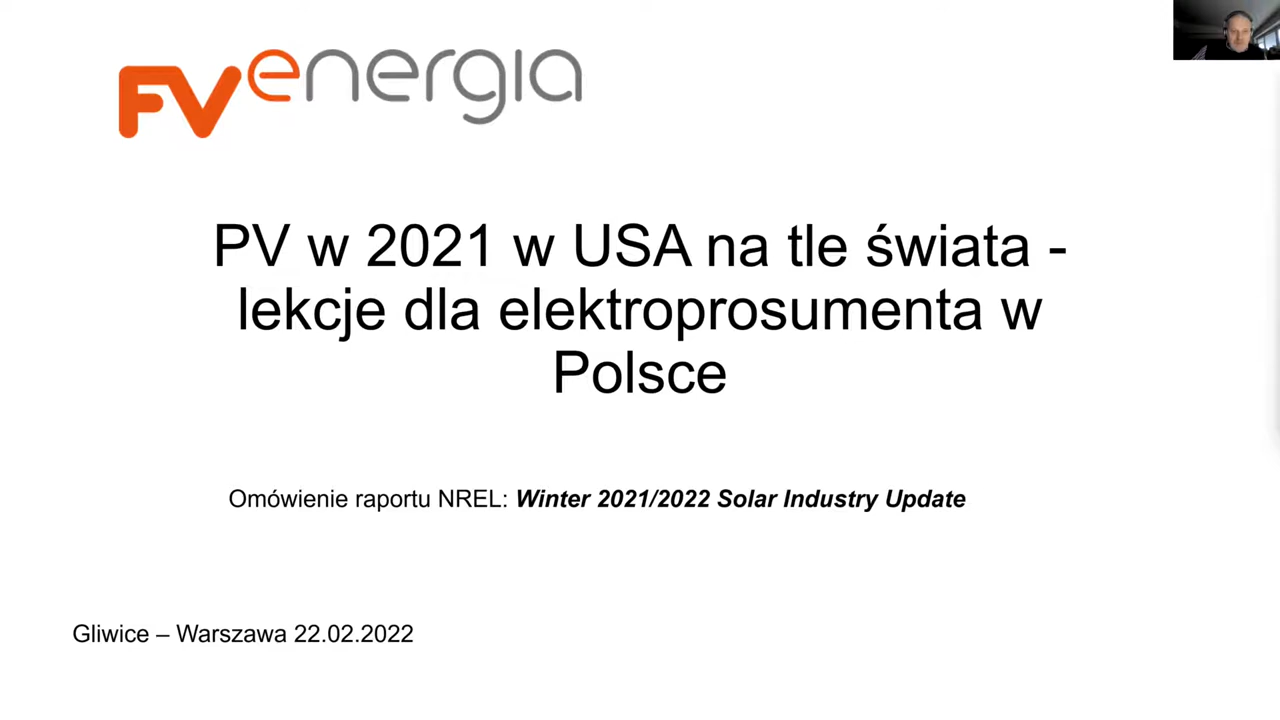 FVenergia
PV w 2021 w USA na tle świata -
lekcje dla elektroprosumenta w
Polsce
Omówienie raportu NREL: Winter 2021/2022 Solar Industry Update
Gliwice – Warszawa 22.02.2022